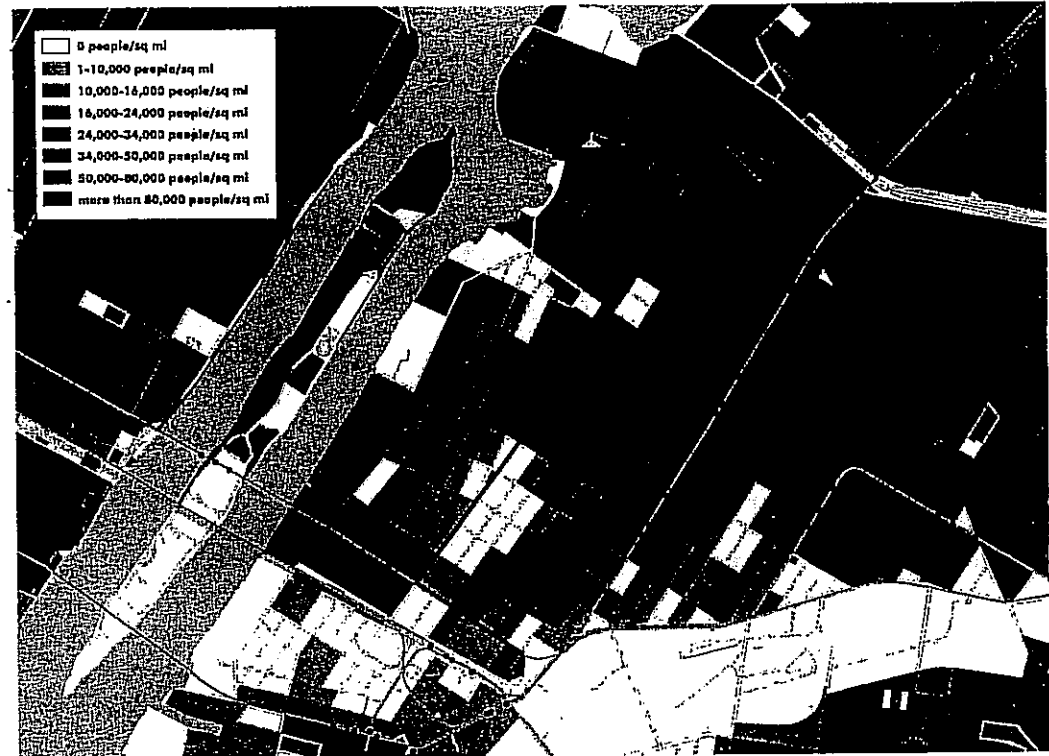 0 people/sq mi
1-10,000 people/sq mi
10,000-16,000 people/sq mi
16,000-24,000 people/sq mi
24,000-34,000 people/sq mi
34,000-50,000 people/sq mi
50,000-80,000 people/sq mi
more than 80,000 people/sq mi